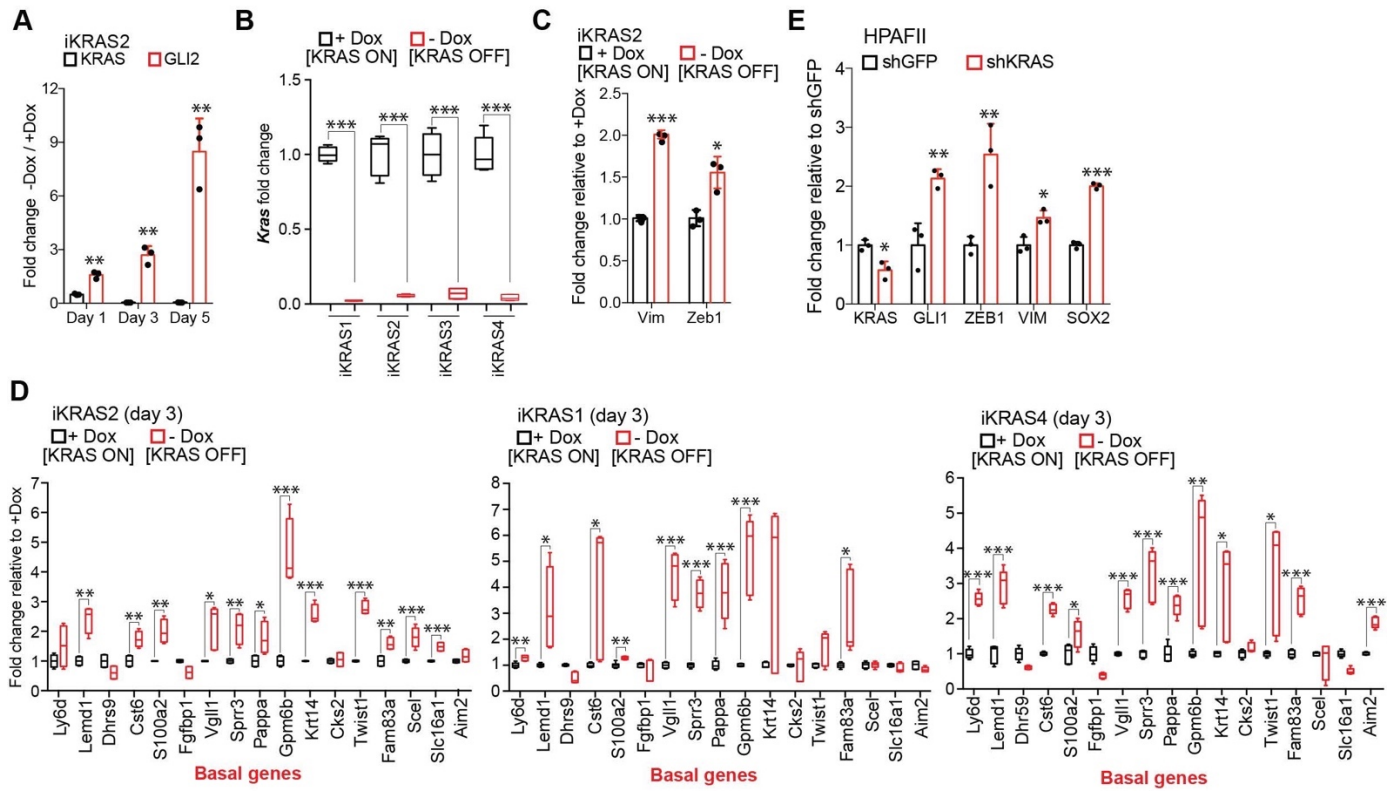 A
iKRAS2
KRAS GLI2
Fold change -Dox / +Dox
12
9
6
3
0
**
**
**
Day 1 Day 3 Day 5
B
+ Dox - Dox
[KRAS ON] [KRAS OFF]
Kras fold change
1.5
1.0
0.5
0.0
*** *** *** ***
iKRAS1
iKRAS2
iKRAS3
iKRAS4
C
iKRAS2
+ Dox - Dox
[KRAS ON] [KRAS OFF]
Fold change relative to +Dox
2.5
2.0
1.5
1.0
0.5
0.0
***
*
Vim Zeb1
E
HPAFII
shGFP shKRAS
Fold change relative to shGFP
4
3
2
1
0
* ** ** * ***
KRAS GLI1 ZEB1 VIM SOX2
D
iKRAS2 (day 3)
+ Dox - Dox
[KRAS ON] [KRAS OFF]
Fold change relative to +Dox
7
6
5
4
3
2
1
0
** ** ** * ** * *** *** *** ** *** ***
Ly6d
Lemd1
Dhrs9
Cst6
S100a2
Fgfbp1
Vgll1
Sprr3
Pappa
Gpm6b
Krt14
Cks2
Twist1
Fam83a
Scel
Slc16a1
Aim2
Basal genes
iKRAS1 (day 3)
+ Dox - Dox
[KRAS ON] [KRAS OFF]
8
7
6
5
4
3
2
1
0
** * * ** *** *** *** *** *
Ly6d
Lemd1
Dhrs9
Cst6
S100a2
Fgfbp1
Vgll1
Sprr3
Pappa
Gpm6b
Krt14
Cks2
Twist1
Fam83a
Scel
Slc16a1
Aim2
Basal genes
iKRAS4 (day 3)
+ Dox - Dox
[KRAS ON] [KRAS OFF]
6
5
4
3
2
1
0
*** *** *** * *** *** *** ** * * *** ***
Ly6d
Lemd1
Dhr59
Cst6
S100a2
Fgfbp1
Vgll1
Sprr3
Pappa
Gpm6b
Krt14
Cks2
Twist1
Fam83a
Scel
Slc16a1
Aim2
Basal genes